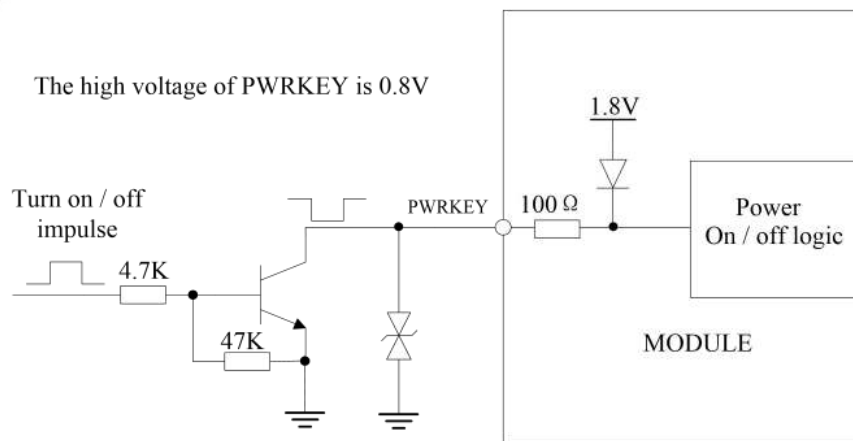 The high voltage of PWRKEY is 0.8V
1.8V
Turn on / off
impulse
PWRKEY
100 Ω
Power
On / off logic
4.7K
47K
MODULE